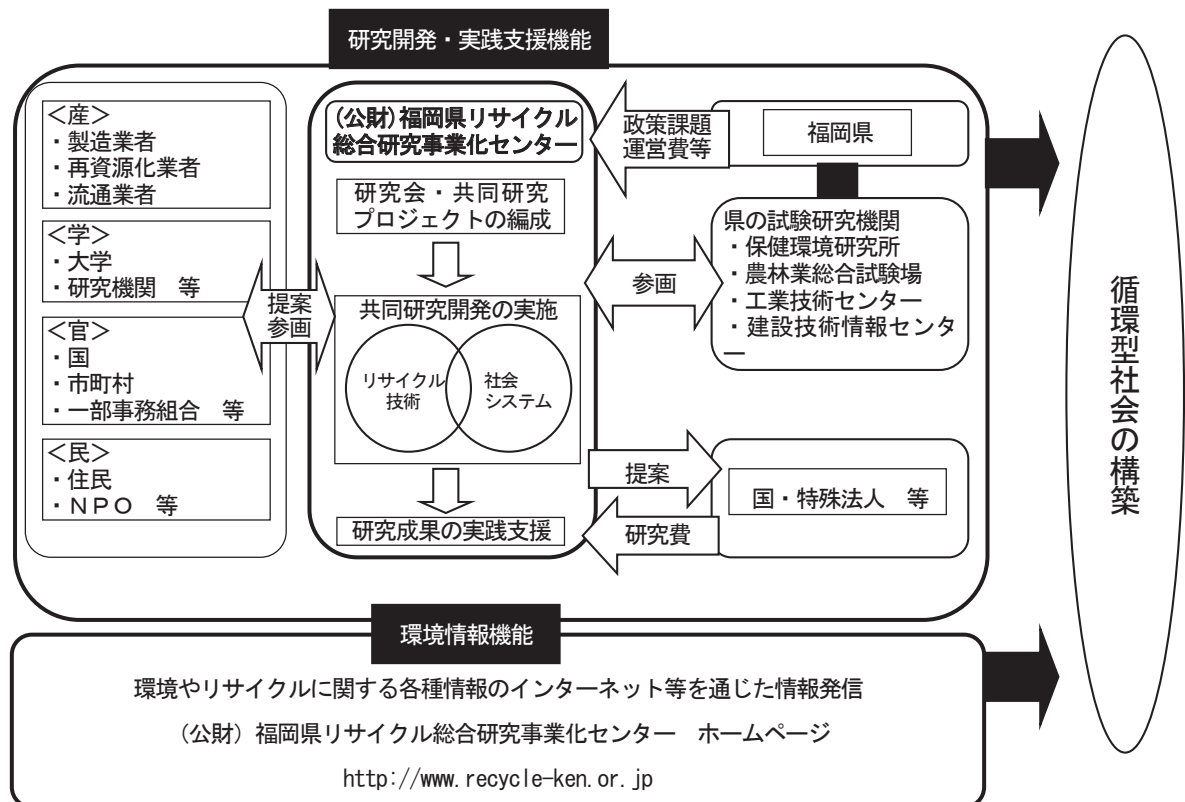 研究開発・実践支援機能
<産>
・製造業者
・再資源化業者
・流通業者
<学>
・大学
・研究機関　等
<官>
・国
・市町村
・一部事務組合　等
<民>
・住民
・ＮＰＯ　等
提案
参画
(公財)福岡県リサイクル
総合研究事業化センター
研究会・共同研究
プロジェクトの編成
共同研究開発の実施
リサイクル
技術
社会
システム
研究成果の実践支援
政策課題
運営費等
福岡県
参画
県の試験研究機関
・保健環境研究所
・農林業総合試験場
・工業技術センター
・建設技術情報センタ
ー
提案
研究費
国・特殊法人　等
循環型社会の構築
環境情報機能
環境やリサイクルに関する各種情報のインターネット等を通じた情報発信
（公財）福岡県リサイクル総合研究事業化センター　ホームページ
http://www.recycle-ken.or.jp